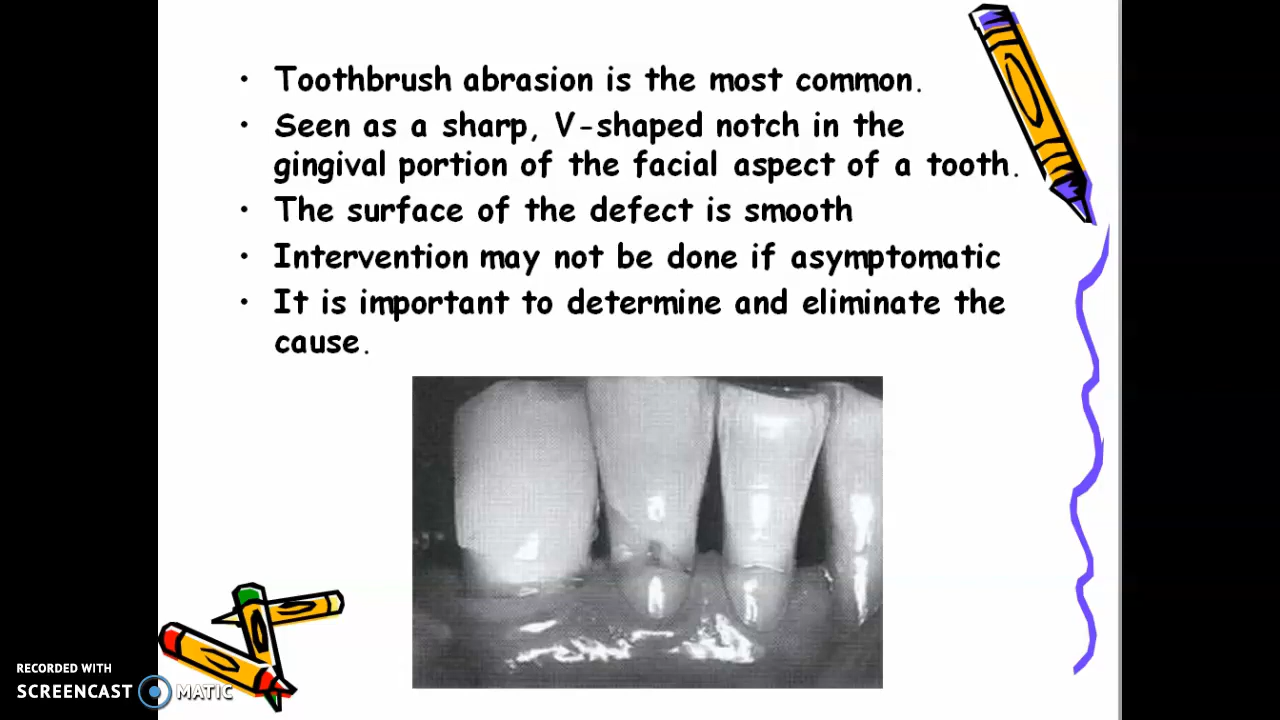 • Toothbrush abrasion is the most common.
• Seen as a sharp, V-shaped notch in the
gingival portion of the facial aspect of a tooth.
• The surface of the defect is smooth
• Intervention may not be done if asymptomatic
• It is important to determine and eliminate the
cause.
RECORDED WITH
SCREENCAST MATIC